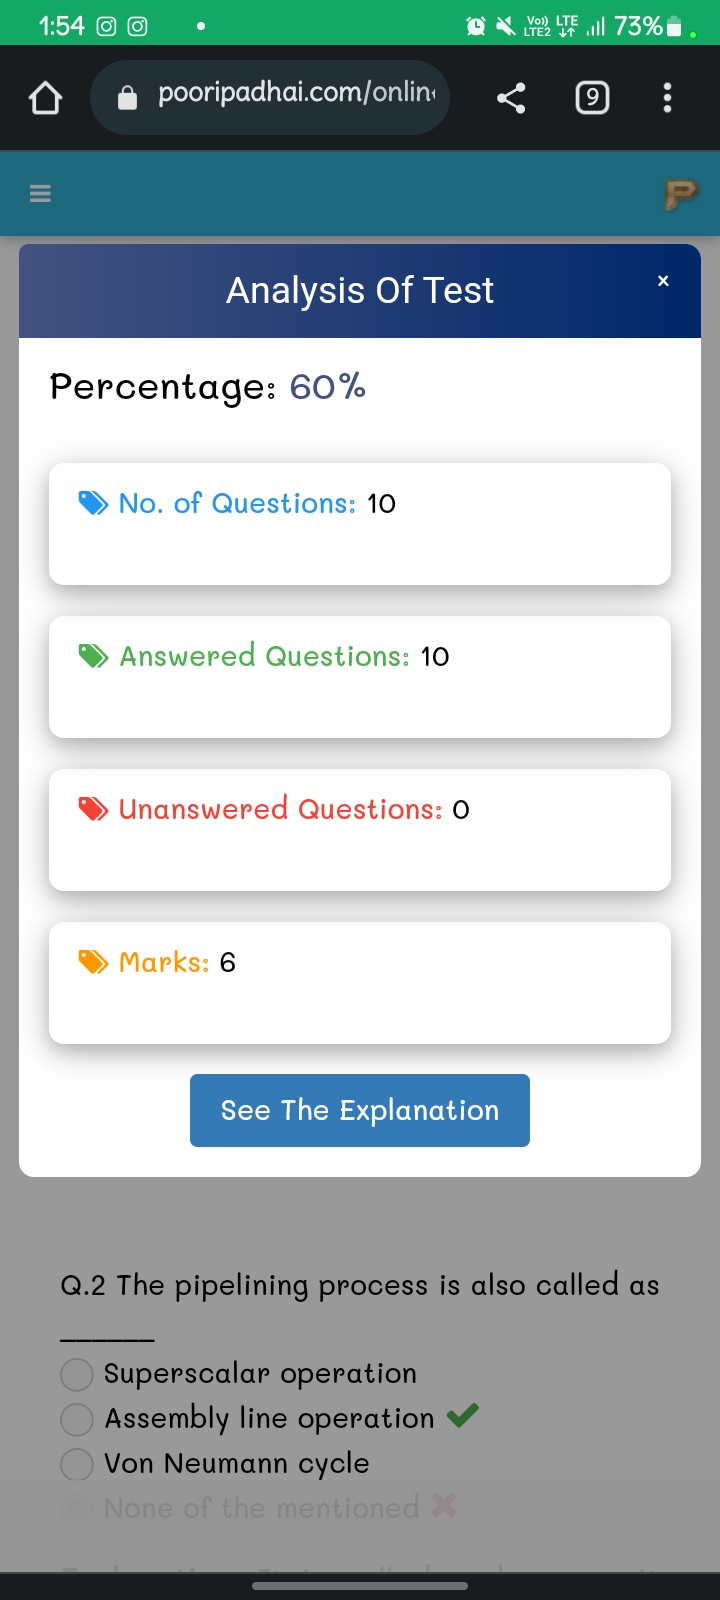 1:54
Vo)) LTE2 LTE 73%
pooripadhai.com/onlin
9
P
Analysis Of Test
×
Percentage: 60%
No. of Questions: 10
Answered Questions: 10
Unanswered Questions: 0
Marks: 6
See The Explanation
Q.2 The pipelining process is also called as
______
Superscalar operation
Assembly line operation
Von Neumann cycle
None of the mentioned